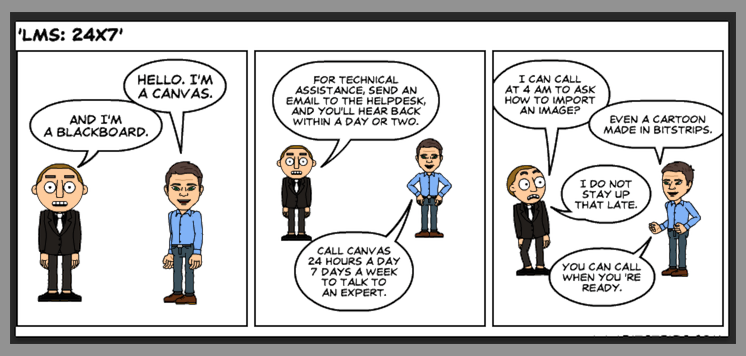 'LMS: 24X7'
HELLO. I'M
A CANVAS.
AND I'M
A BLACKBOARD.
FOR TECHNICAL
ASSISTANCE, SEND AN
EMAIL TO THE HELPDESK,
AND YOU'LL HEAR BACK
WITHIN A DAY OR TWO.
CALL CANVAS
24 HOURS A DAY
7 DAYS A WEEK
TO TALK TO
AN EXPERT.
I CAN CALL
AT 4 AM TO ASK
HOW TO IMPORT
AN IMAGE?
EVEN A CARTOON
MADE IN BITSTRIPS.
I DO NOT
STAY UP
THAT LATE.
YOU CAN CALL
WHEN YOU 'RE
READY.